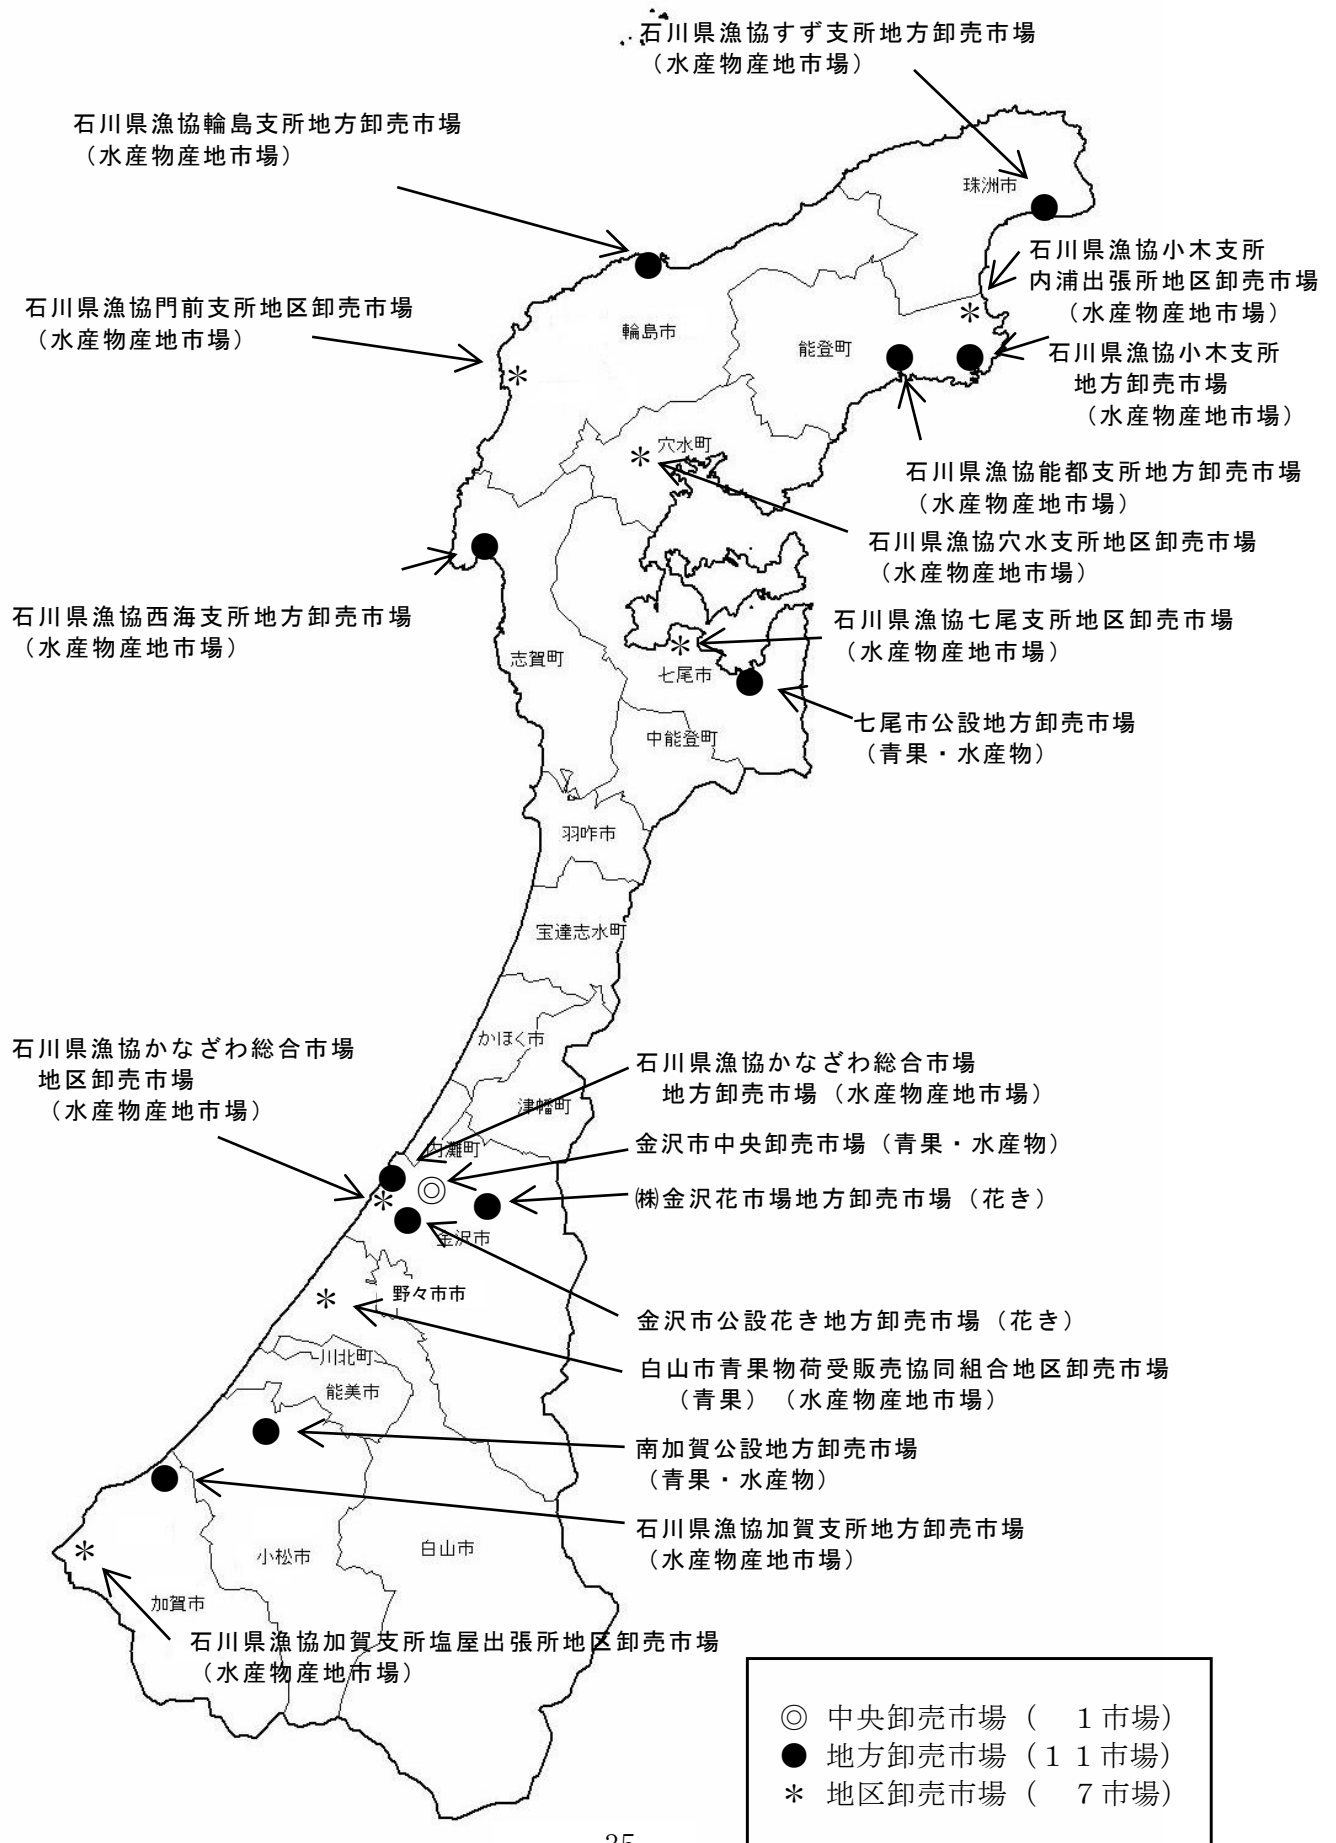 石川県漁協すず支所地方卸売市場
（水産物産地市場）
石川県漁協輪島支所地方卸売市場
（水産物産地市場）
珠洲市
石川県漁協小木支所
内浦出張所地区卸売市場
（水産物産地市場）
石川県漁協門前支所地区卸売市場
（水産物産地市場）
輪島市
能登町
石川県漁協小木支所
地方卸売市場
（水産物産地市場）
穴水町
石川県漁協能都支所地方卸売市場
（水産物産地市場）
石川県漁協穴水支所地区卸売市場
（水産物産地市場）
石川県漁協西海支所地方卸売市場
（水産物産地市場）
石川県漁協七尾支所地区卸売市場
（水産物産地市場）
志賀町
七尾市
七尾市公設地方卸売市場
（青果・水産物）
中能登町
羽咋市
宝達志水町
かほく市
石川県漁協かなざわ総合市場
地区卸売市場
（水産物産地市場）
石川県漁協かなざわ総合市場
地方卸売市場（水産物産地市場）
津幡町
内灘町
金沢市中央卸売市場（青果・水産物）
◎
㈱金沢花市場地方卸売市場（花き）
金沢市
野々市市
金沢市公設花き地方卸売市場（花き）
川北町
白山市青果物荷受販売協同組合地区卸売市場
（青果）（水産物産地市場）
能美市
南加賀公設地方卸売市場
（青果・水産物）
石川県漁協加賀支所地方卸売市場
（水産物産地市場）
小松市
白山市
加賀市
石川県漁協加賀支所塩屋出張所地区卸売市場
（水産物産地市場）
◎ 中央卸売市場（　１市場）
● 地方卸売市場（１１市場）
＊ 地区卸売市場（　７市場）